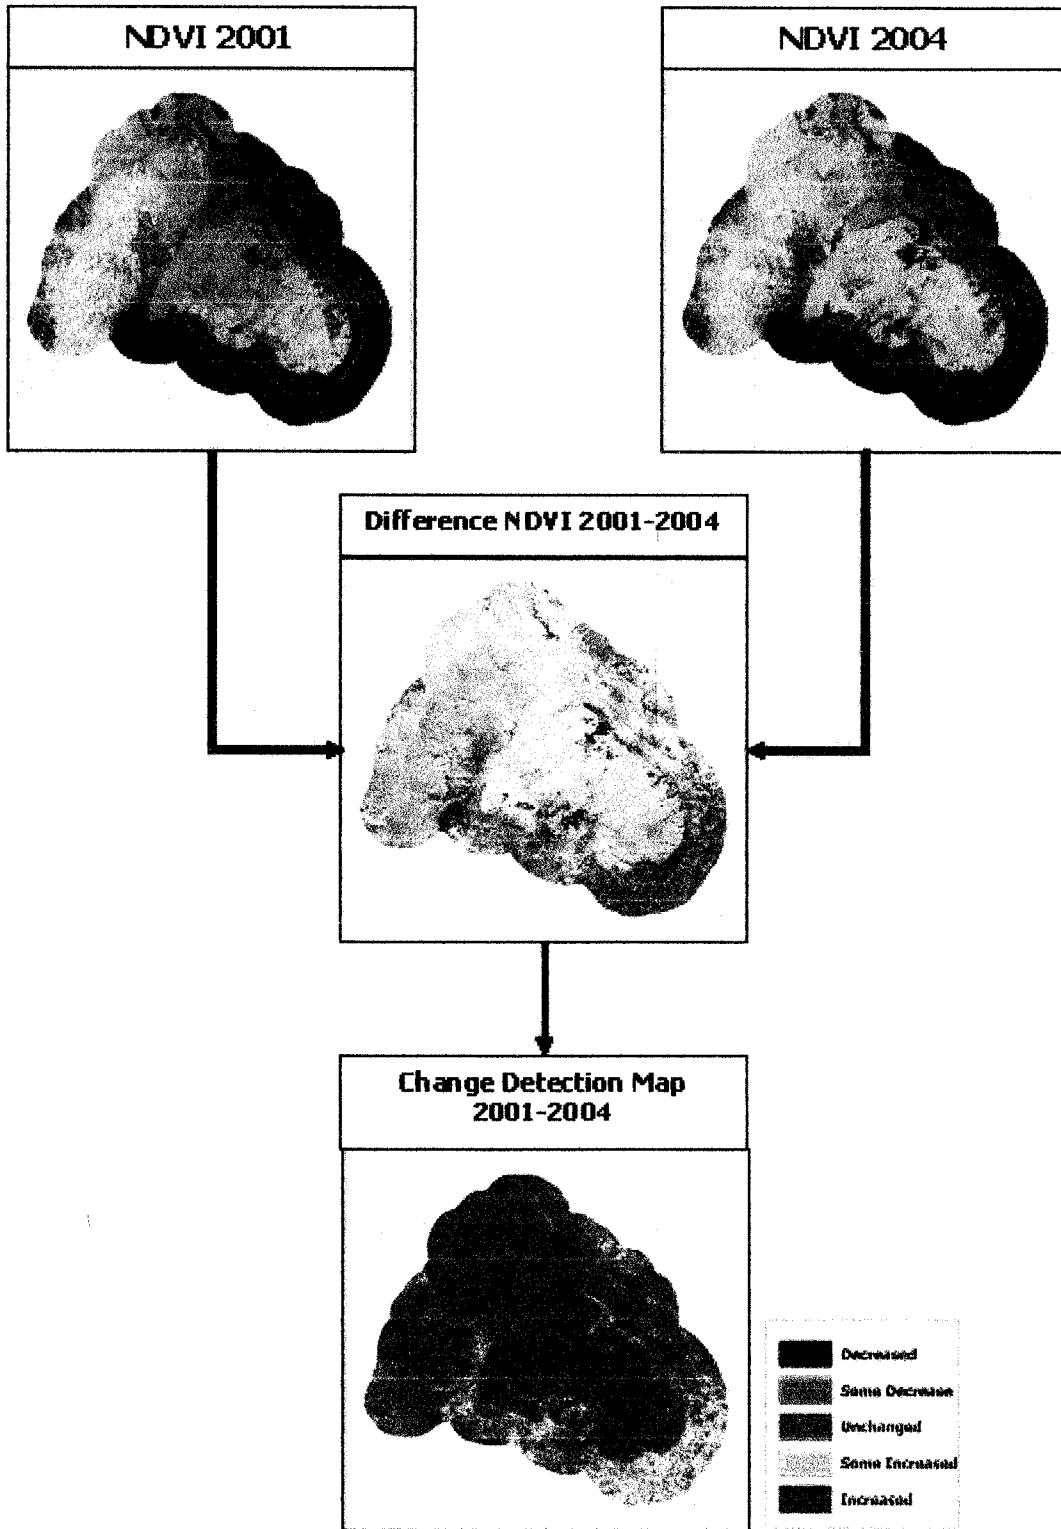 NDVI 2001
NDVI 2004
Difference NDVI 2001-2004
Change Detection Map
2001-2004
Decreased
Some Decrease
Unchanged
Some Increased
Increased